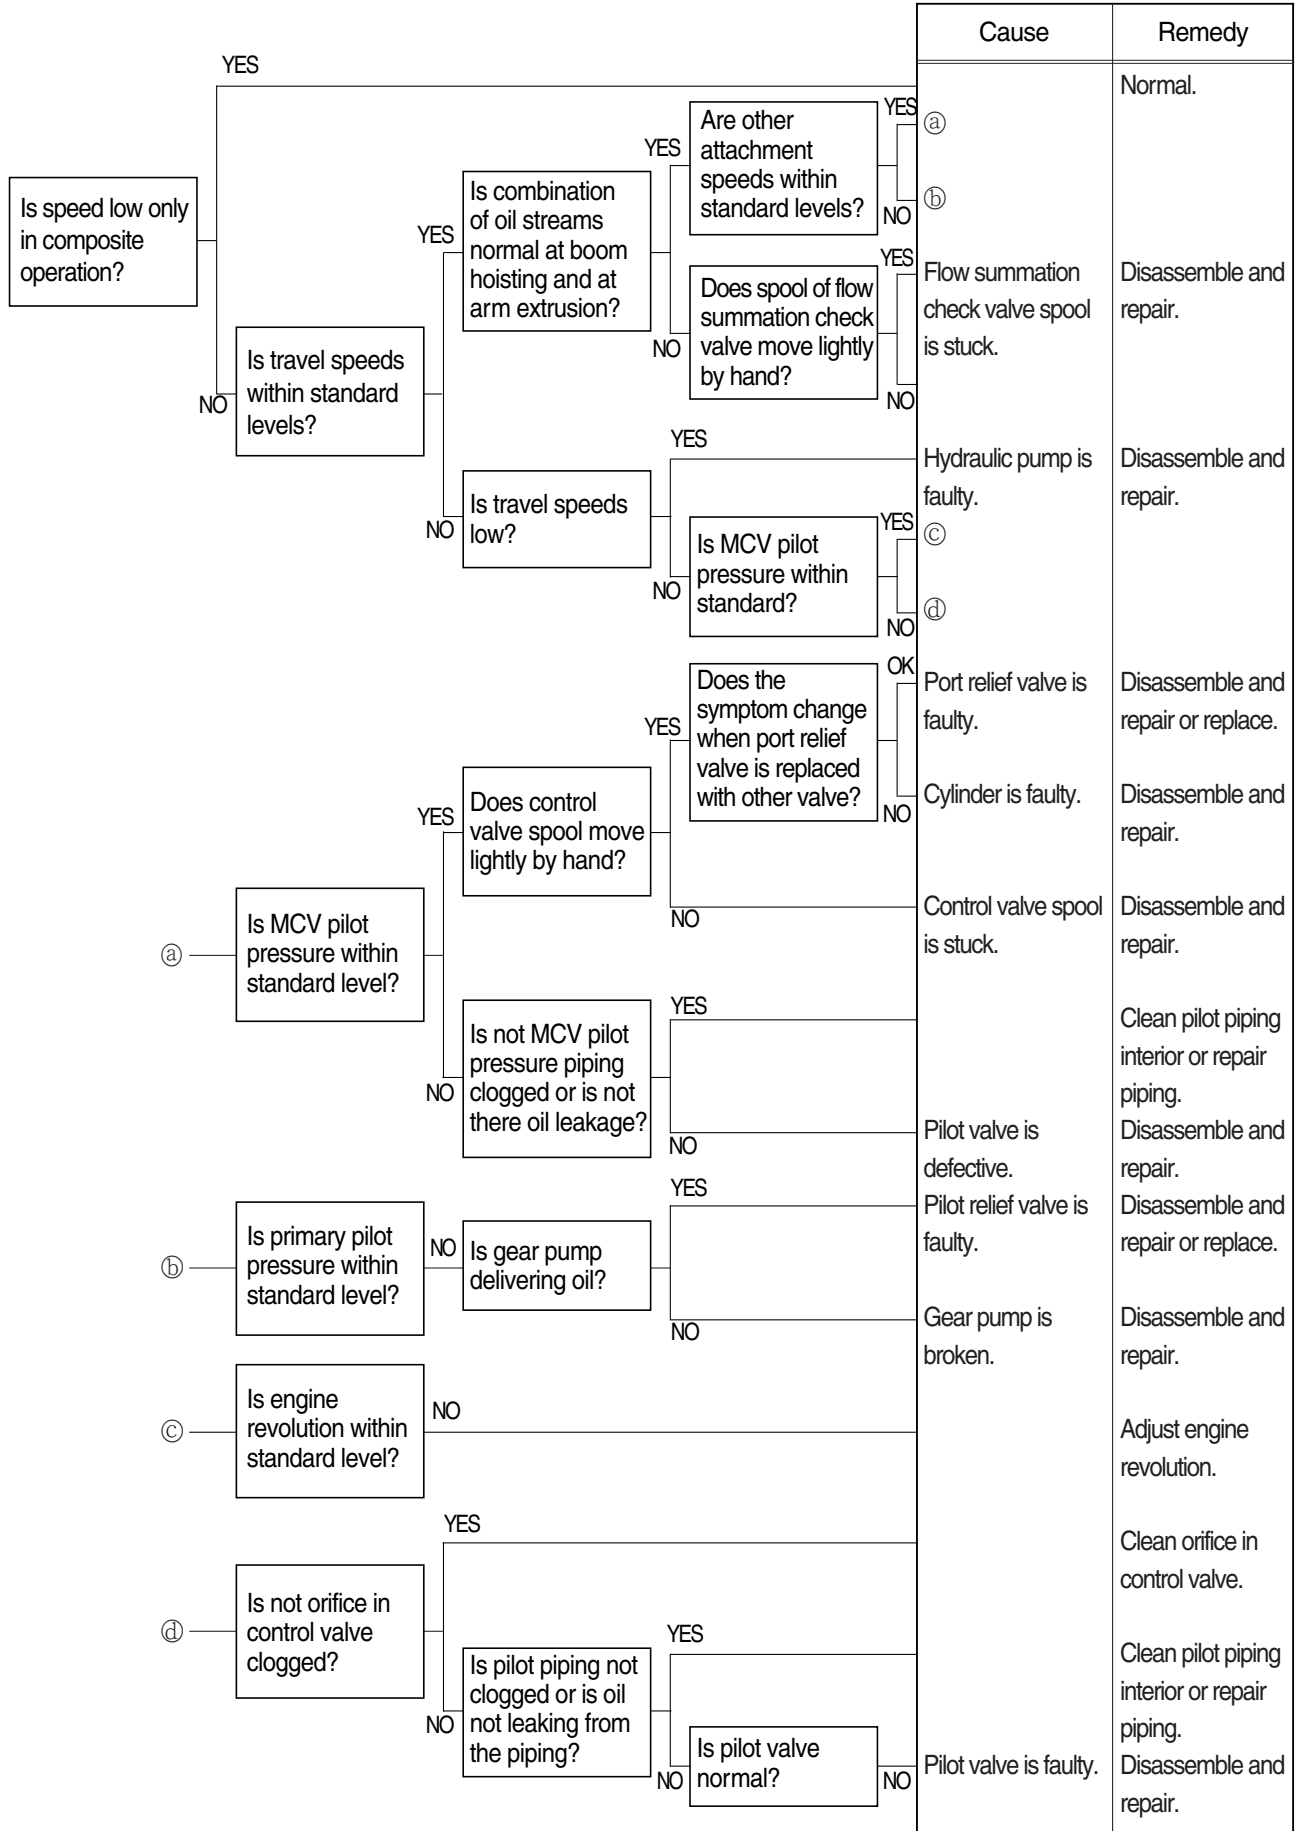 Cause
Remedy
YES
Normal.
Is speed low only
in composite
operation?
NO
Is travel speeds
within standard
levels?
YES
Is combination
of oil streams
normal at boom
hoisting and at
arm extrusion?
YES
Are other
attachment
speeds within
standard levels?
YES
ⓐ
NO
ⓑ
NO
Does spool of flow
summation check
valve move lightly
by hand?
YES
Flow summation
check valve spool
is stuck.
Disassemble and
repair.
NO
NO
Is travel speeds
low?
YES
Hydraulic pump is
faulty.
Disassemble and
repair.
NO
Is MCV pilot
pressure within
standard?
YES
ⓒ
NO
ⓓ
ⓐ
Is MCV pilot
pressure within
standard level?
YES
Does control
valve spool move
lightly by hand?
YES
Does the
symptom change
when port relief
valve is replaced
with other valve?
OK
Port relief valve is
faulty.
Disassemble and
repair or replace.
NO
Cylinder is faulty.
Disassemble and
repair.
NO
Control valve spool
is stuck.
Disassemble and
repair.
NO
Is not MCV pilot
pressure piping
clogged or is not
there oil leakage?
YES
Clean pilot piping
interior or repair
piping.
NO
Pilot valve is
defective.
Disassemble and
repair.
ⓑ
Is primary pilot
pressure within
standard level?
NO
Is gear pump
delivering oil?
YES
Pilot relief valve is
faulty.
Disassemble and
repair or replace.
NO
Gear pump is
broken.
Disassemble and
repair.
ⓒ
Is engine
revolution within
standard level?
NO
Adjust engine
revolution.
ⓓ
Is not orifice in
control valve
clogged?
YES
Clean orifice in
control valve.
NO
Is pilot piping not
clogged or is oil
not leaking from
the piping?
YES
Clean pilot piping
interior or repair
piping.
NO
Is pilot valve
normal?
NO
Pilot valve is faulty.
Disassemble and
repair.